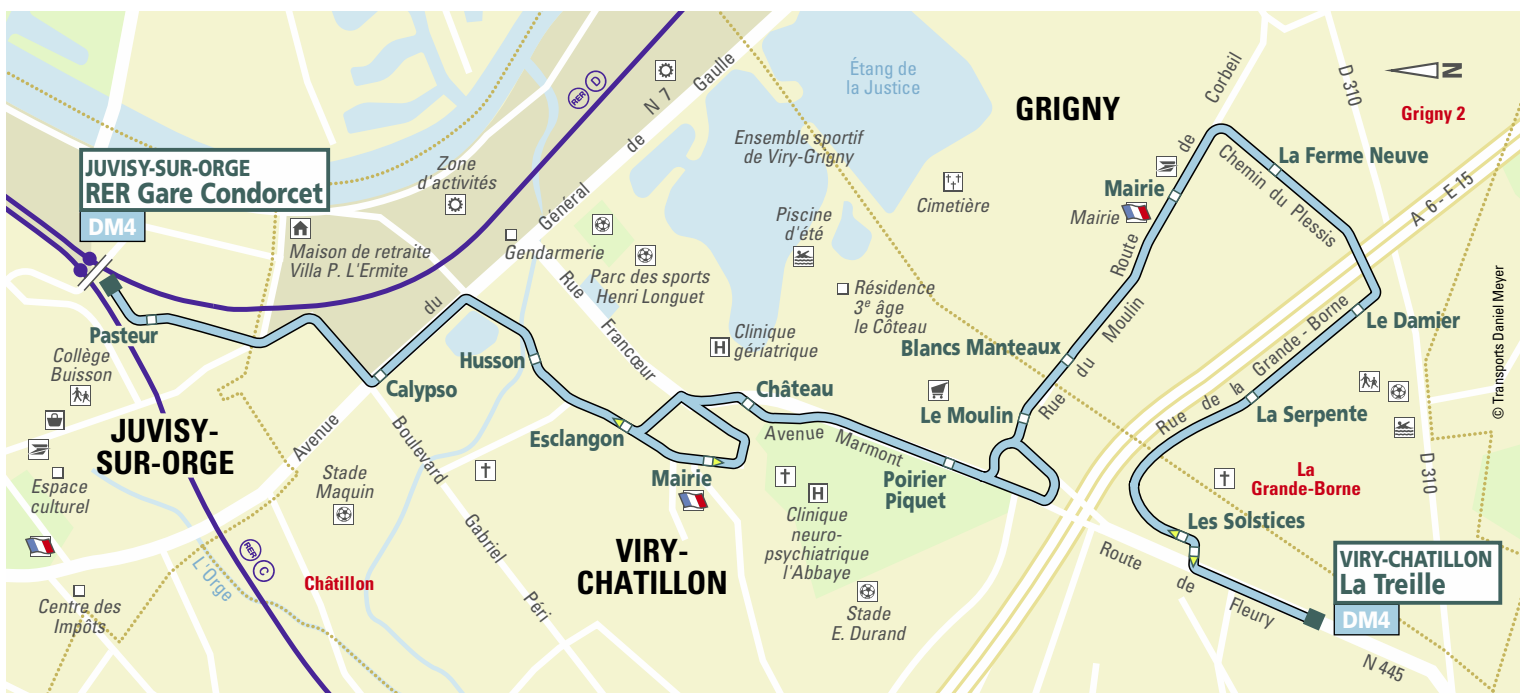 JUVISY-SUR-ORGE
RER Gare Condorcet
DM4
Pasteur
Collège
Buisson
JUVISY-
SUR-ORGE
Espace
culturel
Centre des
Impôts
Maison de retraite
Villa P. L'Ermite
Zone
d'activités
RER D
N 7
Avenue du Général de Gaulle
Gendarmerie
Parc des sports
Henri Longuet
Rue Francœur
Calypso
Husson
Esclangon
Mairie
Boulevard Gabriel Péri
Stade
Maquin
L'Orge
RER C
Châtillon
VIRY-
CHATILLON
Étang de
la Justice
Ensemble sportif
de Viry-Grigny
Piscine
d'été
Cimetière
Résidence
3e âge
le Côteau
H
Clinique
gériatrique
Château
Avenue Marmont
Poirier
Piquet
H
Clinique
neuro-
psychiatrique
l'Abbaye
Stade
E. Durand
Le Moulin
Blancs Manteaux
Rue du Moulin
GRIGNY
Mairie
Mairie
Route de Corbeil
D 310
N
Grigny 2
La Ferme Neuve
Chemin du Plessis
A 6 - E 15
Le Damier
Rue de la Grande - Borne
La Serpente
La
Grande-Borne
D 310
Les Solstices
Route de Fleury
VIRY-CHATILLON
La Treille
DM4
N 445
© Transports Daniel Meyer